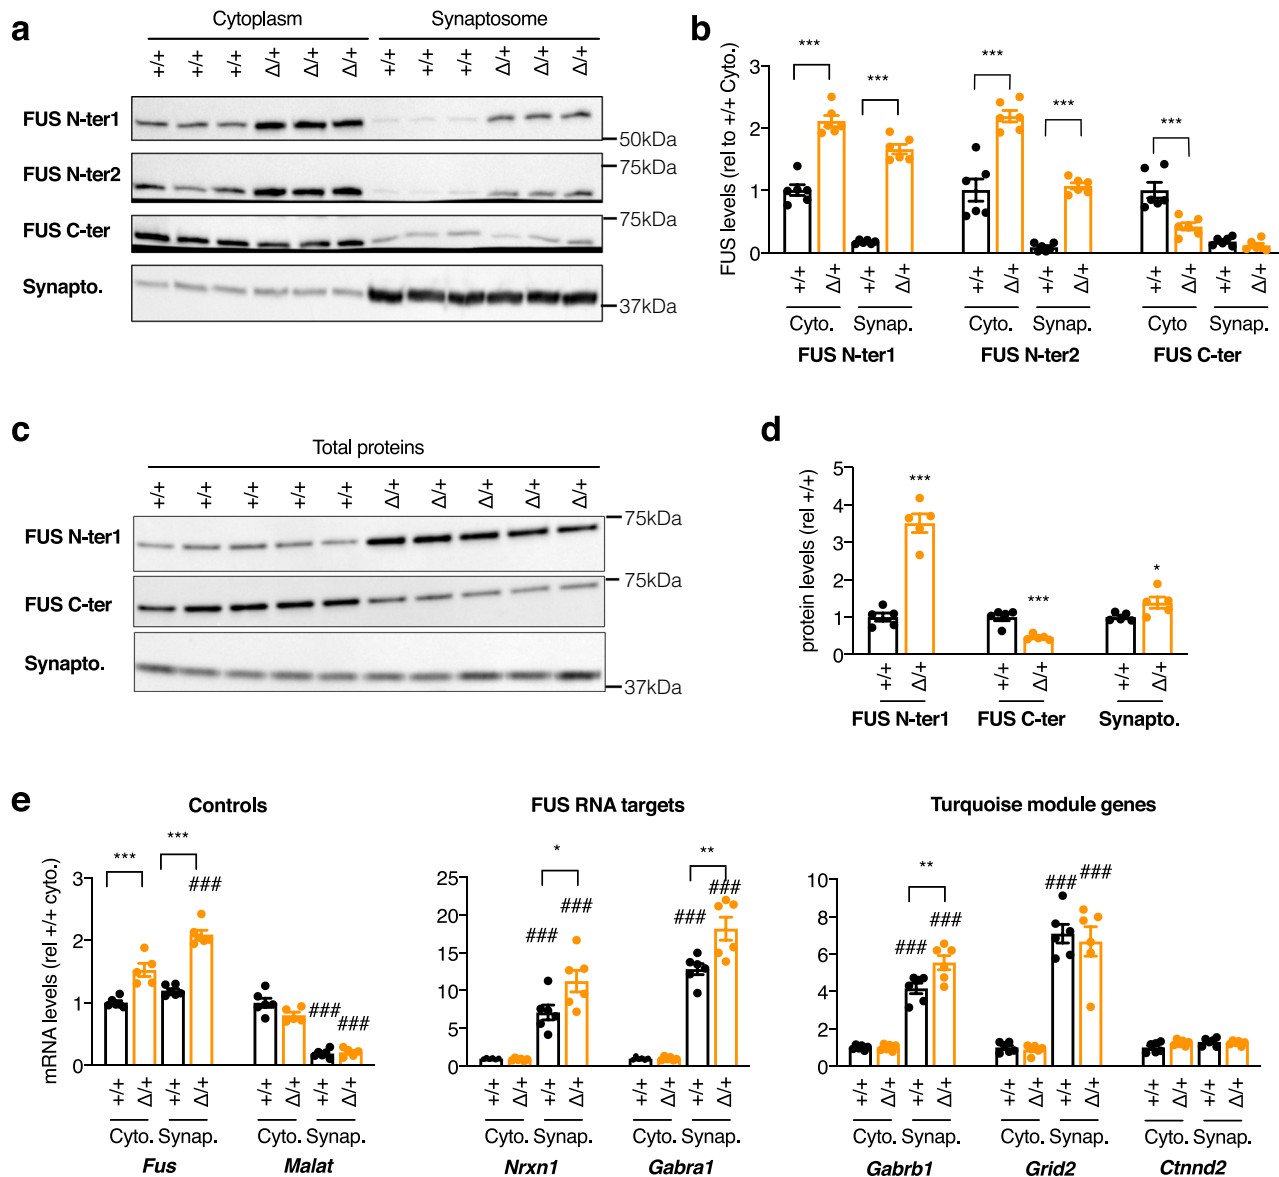 a
Cytoplasm Synaptosome
+/+ +/+ +/+ Δ/+ Δ/+ Δ/+ +/+ +/+ +/+ Δ/+ Δ/+ Δ/+
FUS N-ter1
50kDa
FUS N-ter2
75kDa
FUS C-ter
75kDa
Synapto.
37kDa
b
FUS levels (rel to +/+ Cyto.)
3
2
1
0
*** *** *** *** ***
+/+ Δ/+ +/+ Δ/+ +/+ Δ/+ +/+ Δ/+ +/+ Δ/+ +/+ Δ/+
Cyto. Synap. Cyto. Synap. Cyto Synap.
FUS N-ter1 FUS N-ter2 FUS C-ter
c
Total proteins
+/+ +/+ +/+ +/+ +/+ Δ/+ Δ/+ Δ/+ Δ/+ Δ/+
FUS N-ter1
75kDa
FUS C-ter
75kDa
Synapto.
37kDa
d
protein levels (rel +/+)
5
4
3
2
1
0
*** *** *
+/+ Δ/+ +/+ Δ/+ +/+ Δ/+
FUS N-ter1 FUS C-ter Synapto.
e
Controls
mRNA levels (rel +/+ cyto.)
3
2
1
0
*** *** ### ### ###
+/+ Δ/+ +/+ Δ/+ +/+ Δ/+ +/+ Δ/+
Cyto. Synap. Cyto. Synap.
Fus Malat
FUS RNA targets
25
20
15
10
5
0
* ** ### ### ### ###
+/+ Δ/+ +/+ Δ/+ +/+ Δ/+ +/+ Δ/+
Cyto. Synap. Cyto. Synap.
Nrxn1 Gabra1
Turquoise module genes
10
8
6
4
2
0
** ### ### ### ###
+/+ Δ/+ +/+ Δ/+ +/+ Δ/+ +/+ Δ/+ +/+ Δ/+ +/+ Δ/+
Cyto. Synap. Cyto. Synap. Cyto. Synap.
Gabrb1 Grid2 Ctnnd2